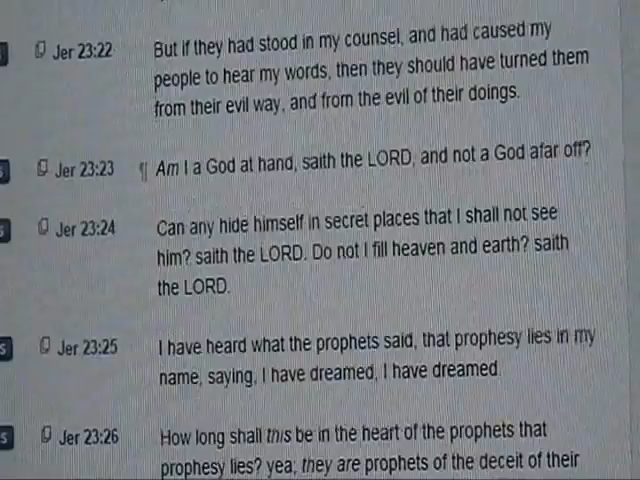 Jer 23:22 But if they had stood in my counsel, and had caused my
people to hear my words, then they should have turned them
from their evil way, and from the evil of their doings.
Jer 23:23 ¶ Am I a God at hand, saith the LORD, and not a God afar off?
Jer 23:24 Can any hide himself in secret places that I shall not see
him? saith the LORD. Do not I fill heaven and earth? saith
the LORD.
S Jer 23:25 I have heard what the prophets said, that prophesy lies in my
name, saying, I have dreamed, I have dreamed.
S Jer 23:26 How long shall this be in the heart of the prophets that
prophesy lies? yea, they are prophets of the deceit of their